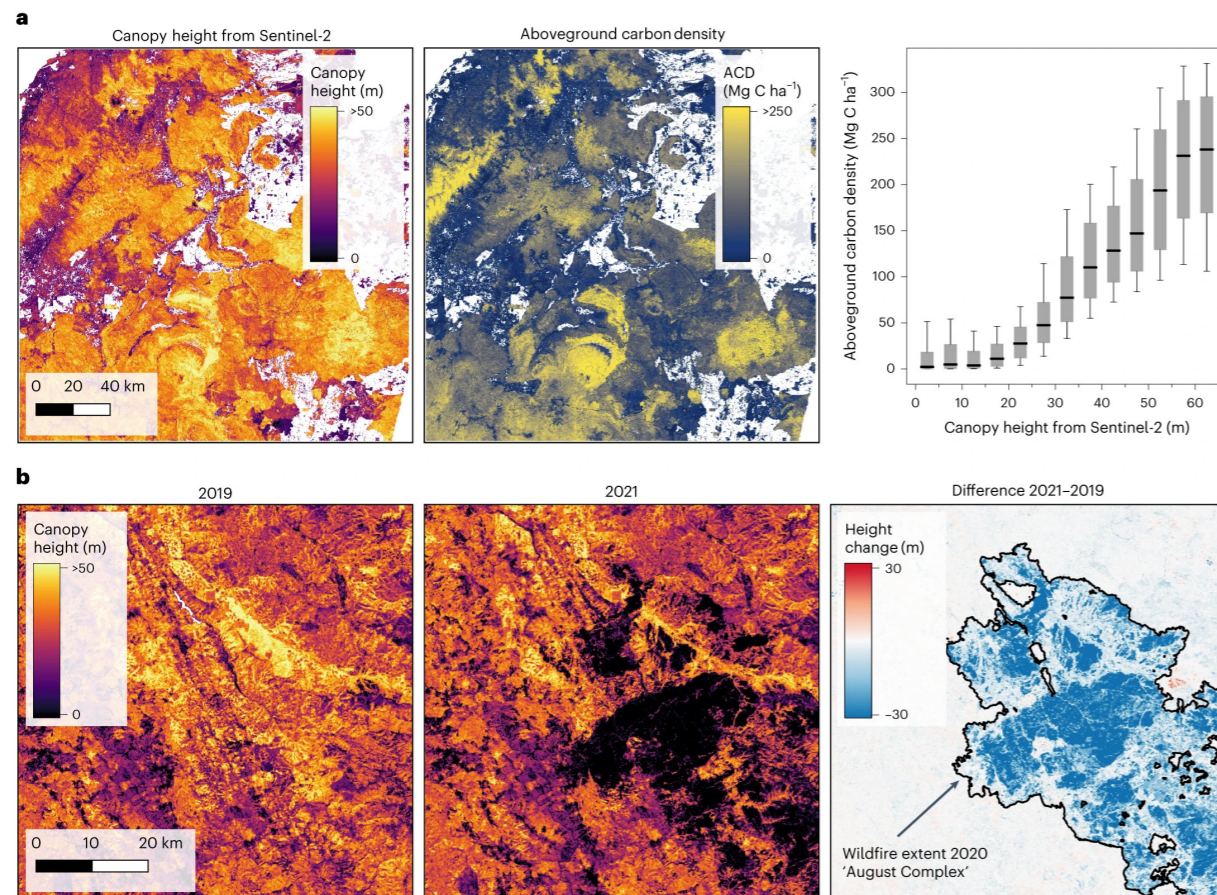 a
Canopy height from Sentinel-2
Canopy
height (m)
>50
0
0 20 40 km
Aboveground carbon density
ACD
(Mg C ha⁻¹)
>250
0
Aboveground carbon density (Mg C ha⁻¹)
300
250
200
150
100
50
0
0 10 20 30 40 50 60
Canopy height from Sentinel-2 (m)
b
2019
Canopy
height (m)
>50
0
0 10 20 km
2021
Difference 2021–2019
Height
change (m)
30
–30
Wildfire extent 2020
‘August Complex’